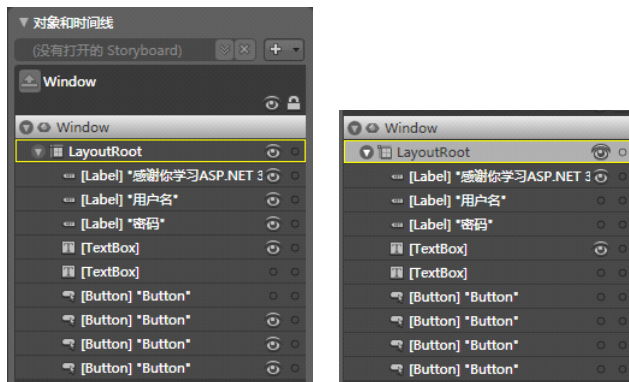 对象和时间线
(没有打开的 Storyboard)
Window
Window
LayoutRoot
[Label] "感谢你学习ASP.NET 3
[Label] "用户名"
[Label] "密码"
[TextBox]
[TextBox]
[Button] "Button"
[Button] "Button"
[Button] "Button"
[Button] "Button"
Window
LayoutRoot
[Label] "感谢你学习ASP.NET 3
[Label] "用户名"
[Label] "密码"
[TextBox]
[TextBox]
[Button] "Button"
[Button] "Button"
[Button] "Button"
[Button] "Button"